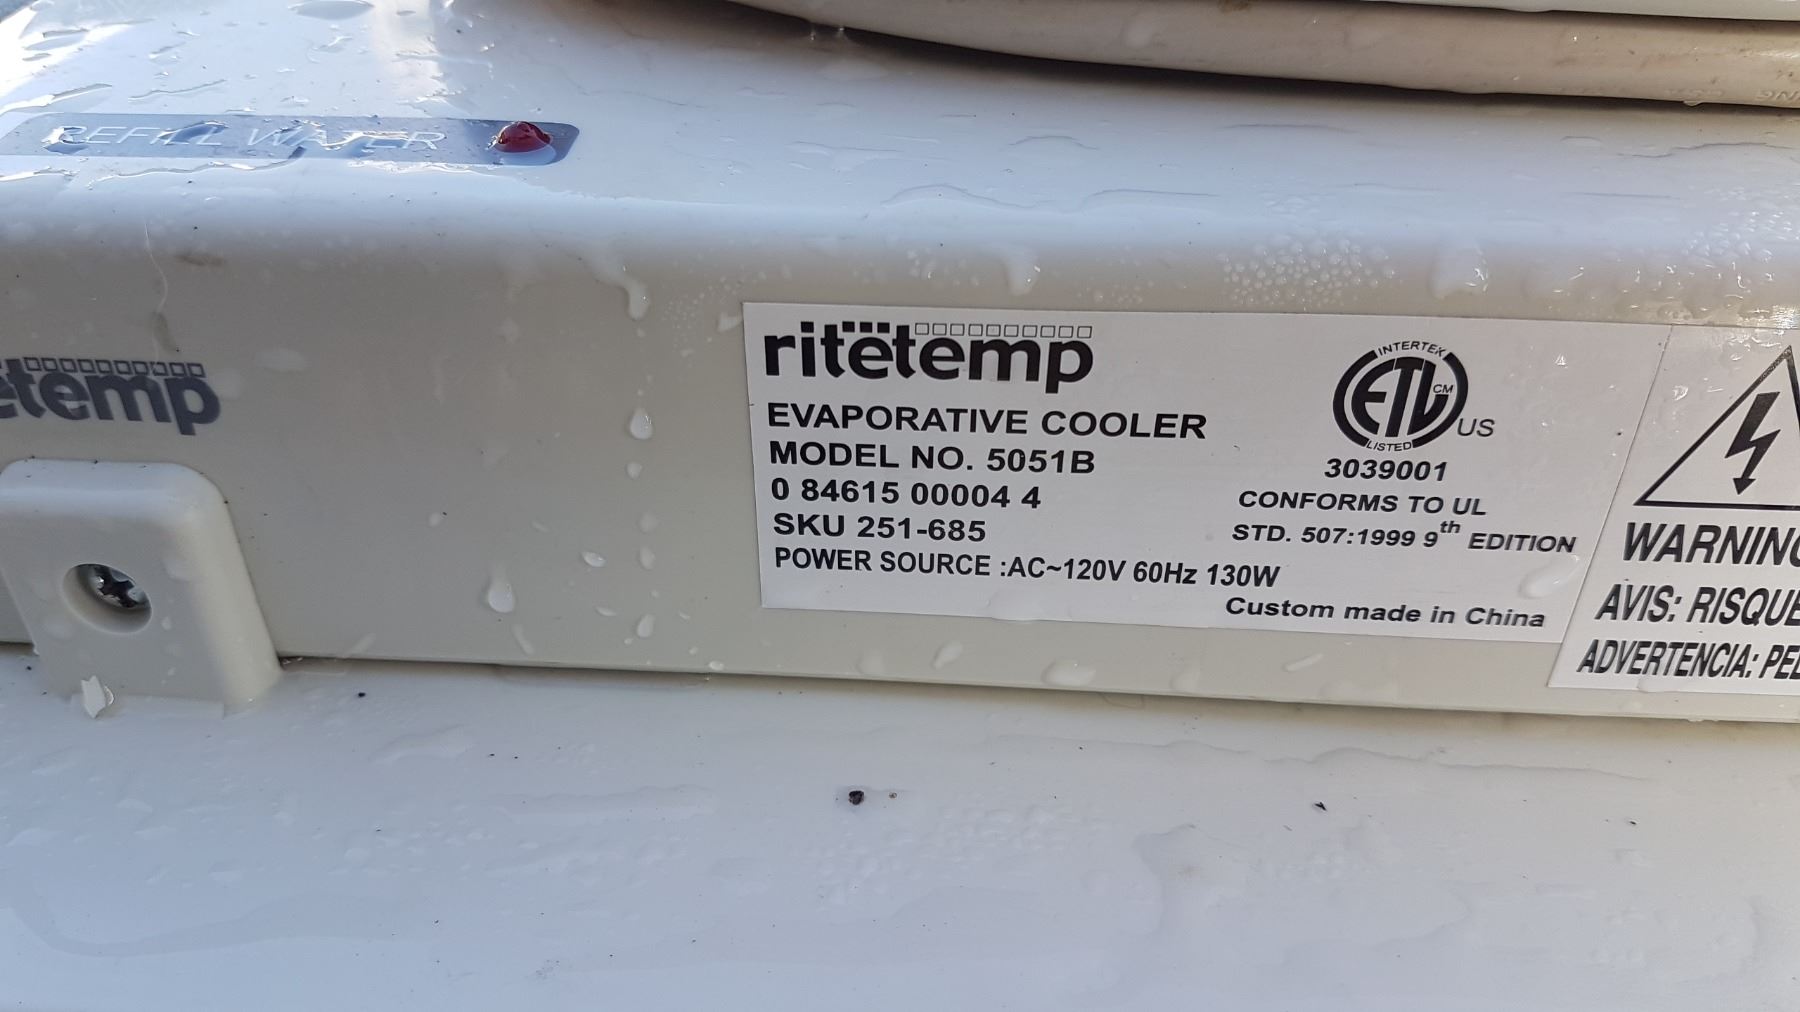 REFILL WATER
etemp
ritetemp
EVAPORATIVE COOLER
MODEL NO. 5051B
0 84615 00004 4
SKU 251-685
POWER SOURCE :AC~120V 60Hz 130W
INTERTEK
ETL CM
US
LISTED
3039001
CONFORMS TO UL
STD. 507:1999 9th EDITION
Custom made in China
WARNING
AVIS: RISQUE
ADVERTENCIA: PEL